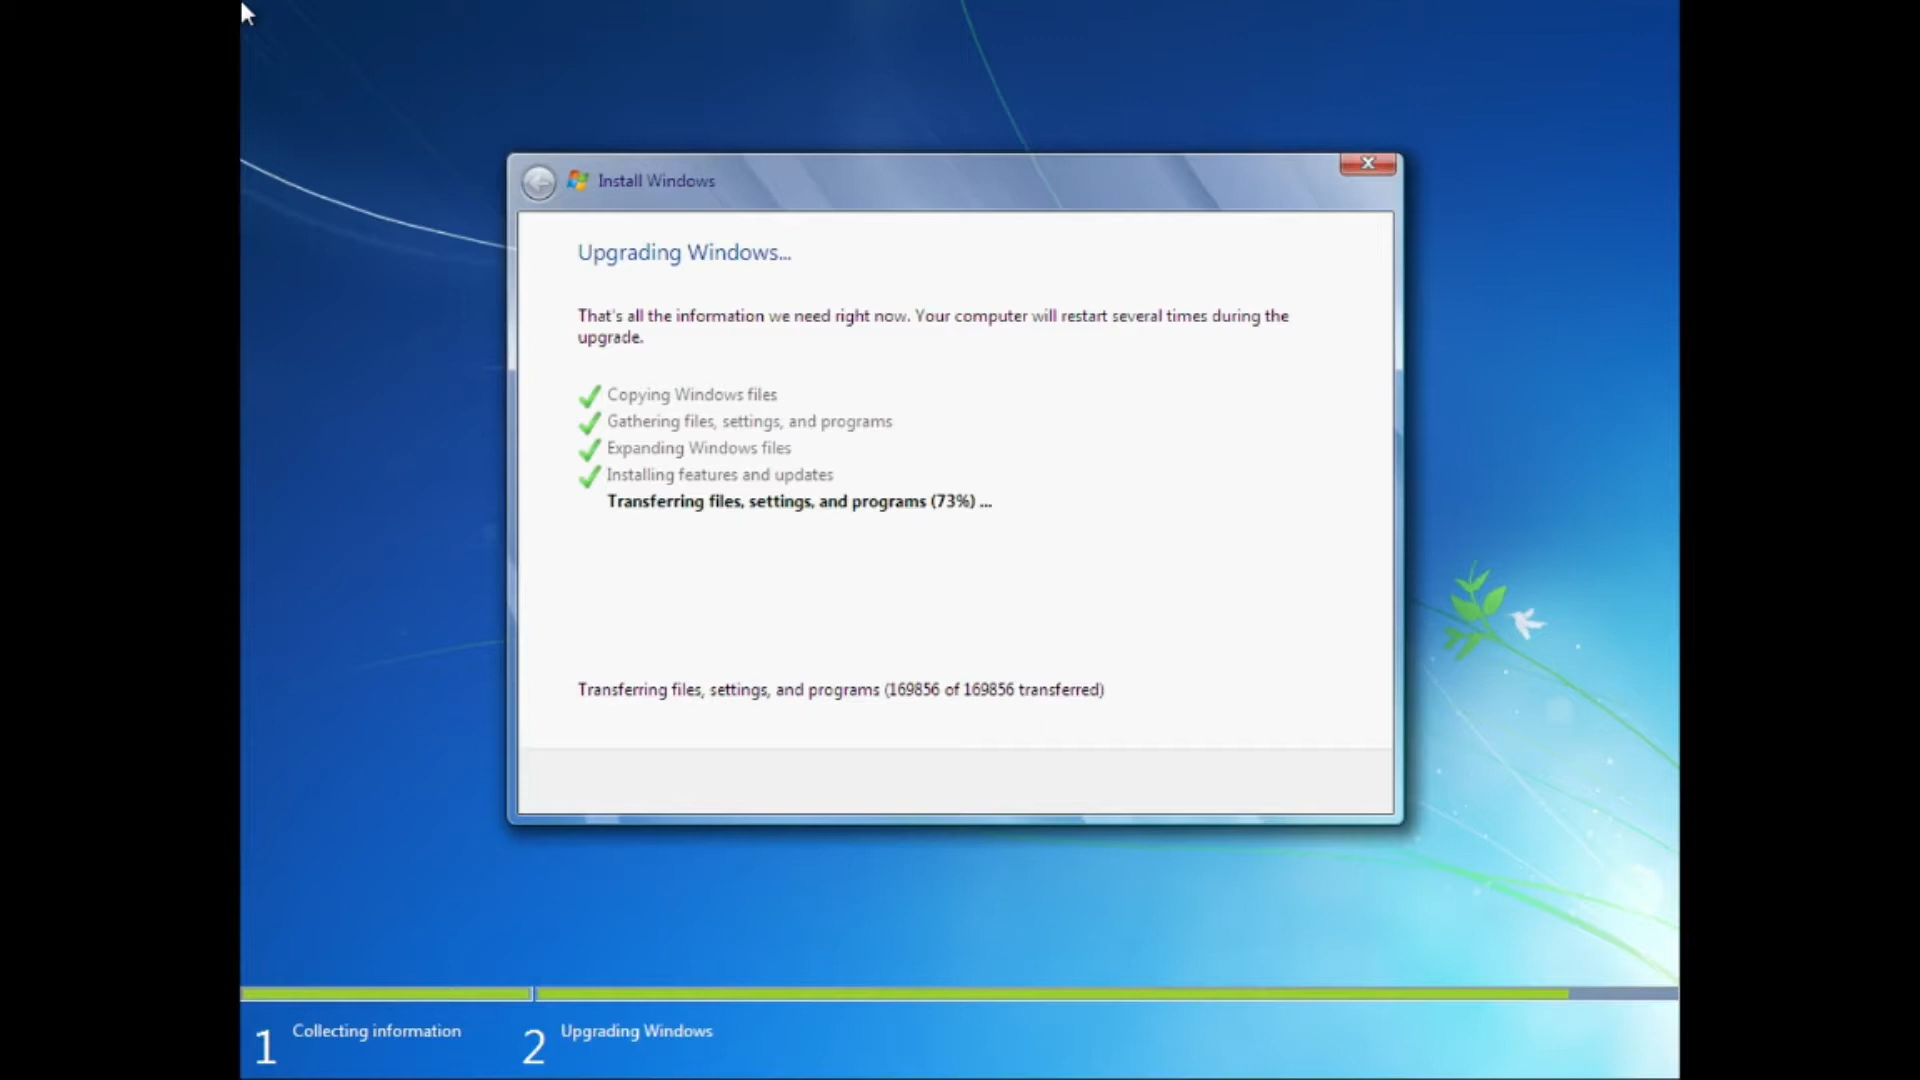 Install Windows
Upgrading Windows...
That's all the information we need right now. Your computer will restart several times during the
upgrade.
Copying Windows files
Gathering files, settings, and programs
Expanding Windows files
Installing features and updates
Transferring files, settings, and programs (73%) ...
Transferring files, settings, and programs (169856 of 169856 transferred)
1 Collecting information
2 Upgrading Windows